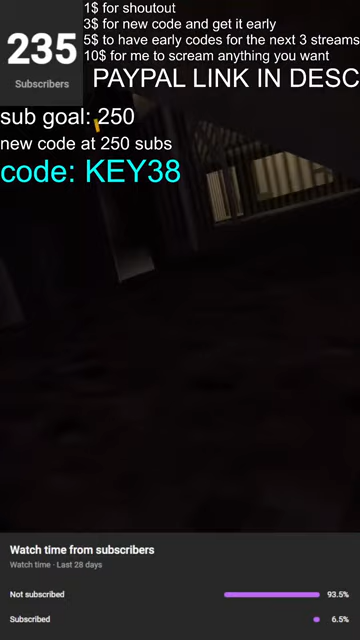 235
Subscribers
1$ for shoutout
3$ for new code and get it early
5$ to have early codes for the next 3 streams
10$ for me to scream anything you want
PAYPAL LINK IN DESC
sub goal: 250
new code at 250 subs
code: KEY38
Watch time from subscribers
Watch time · Last 28 days
Not subscribed 93.5%
Subscribed 6.5%